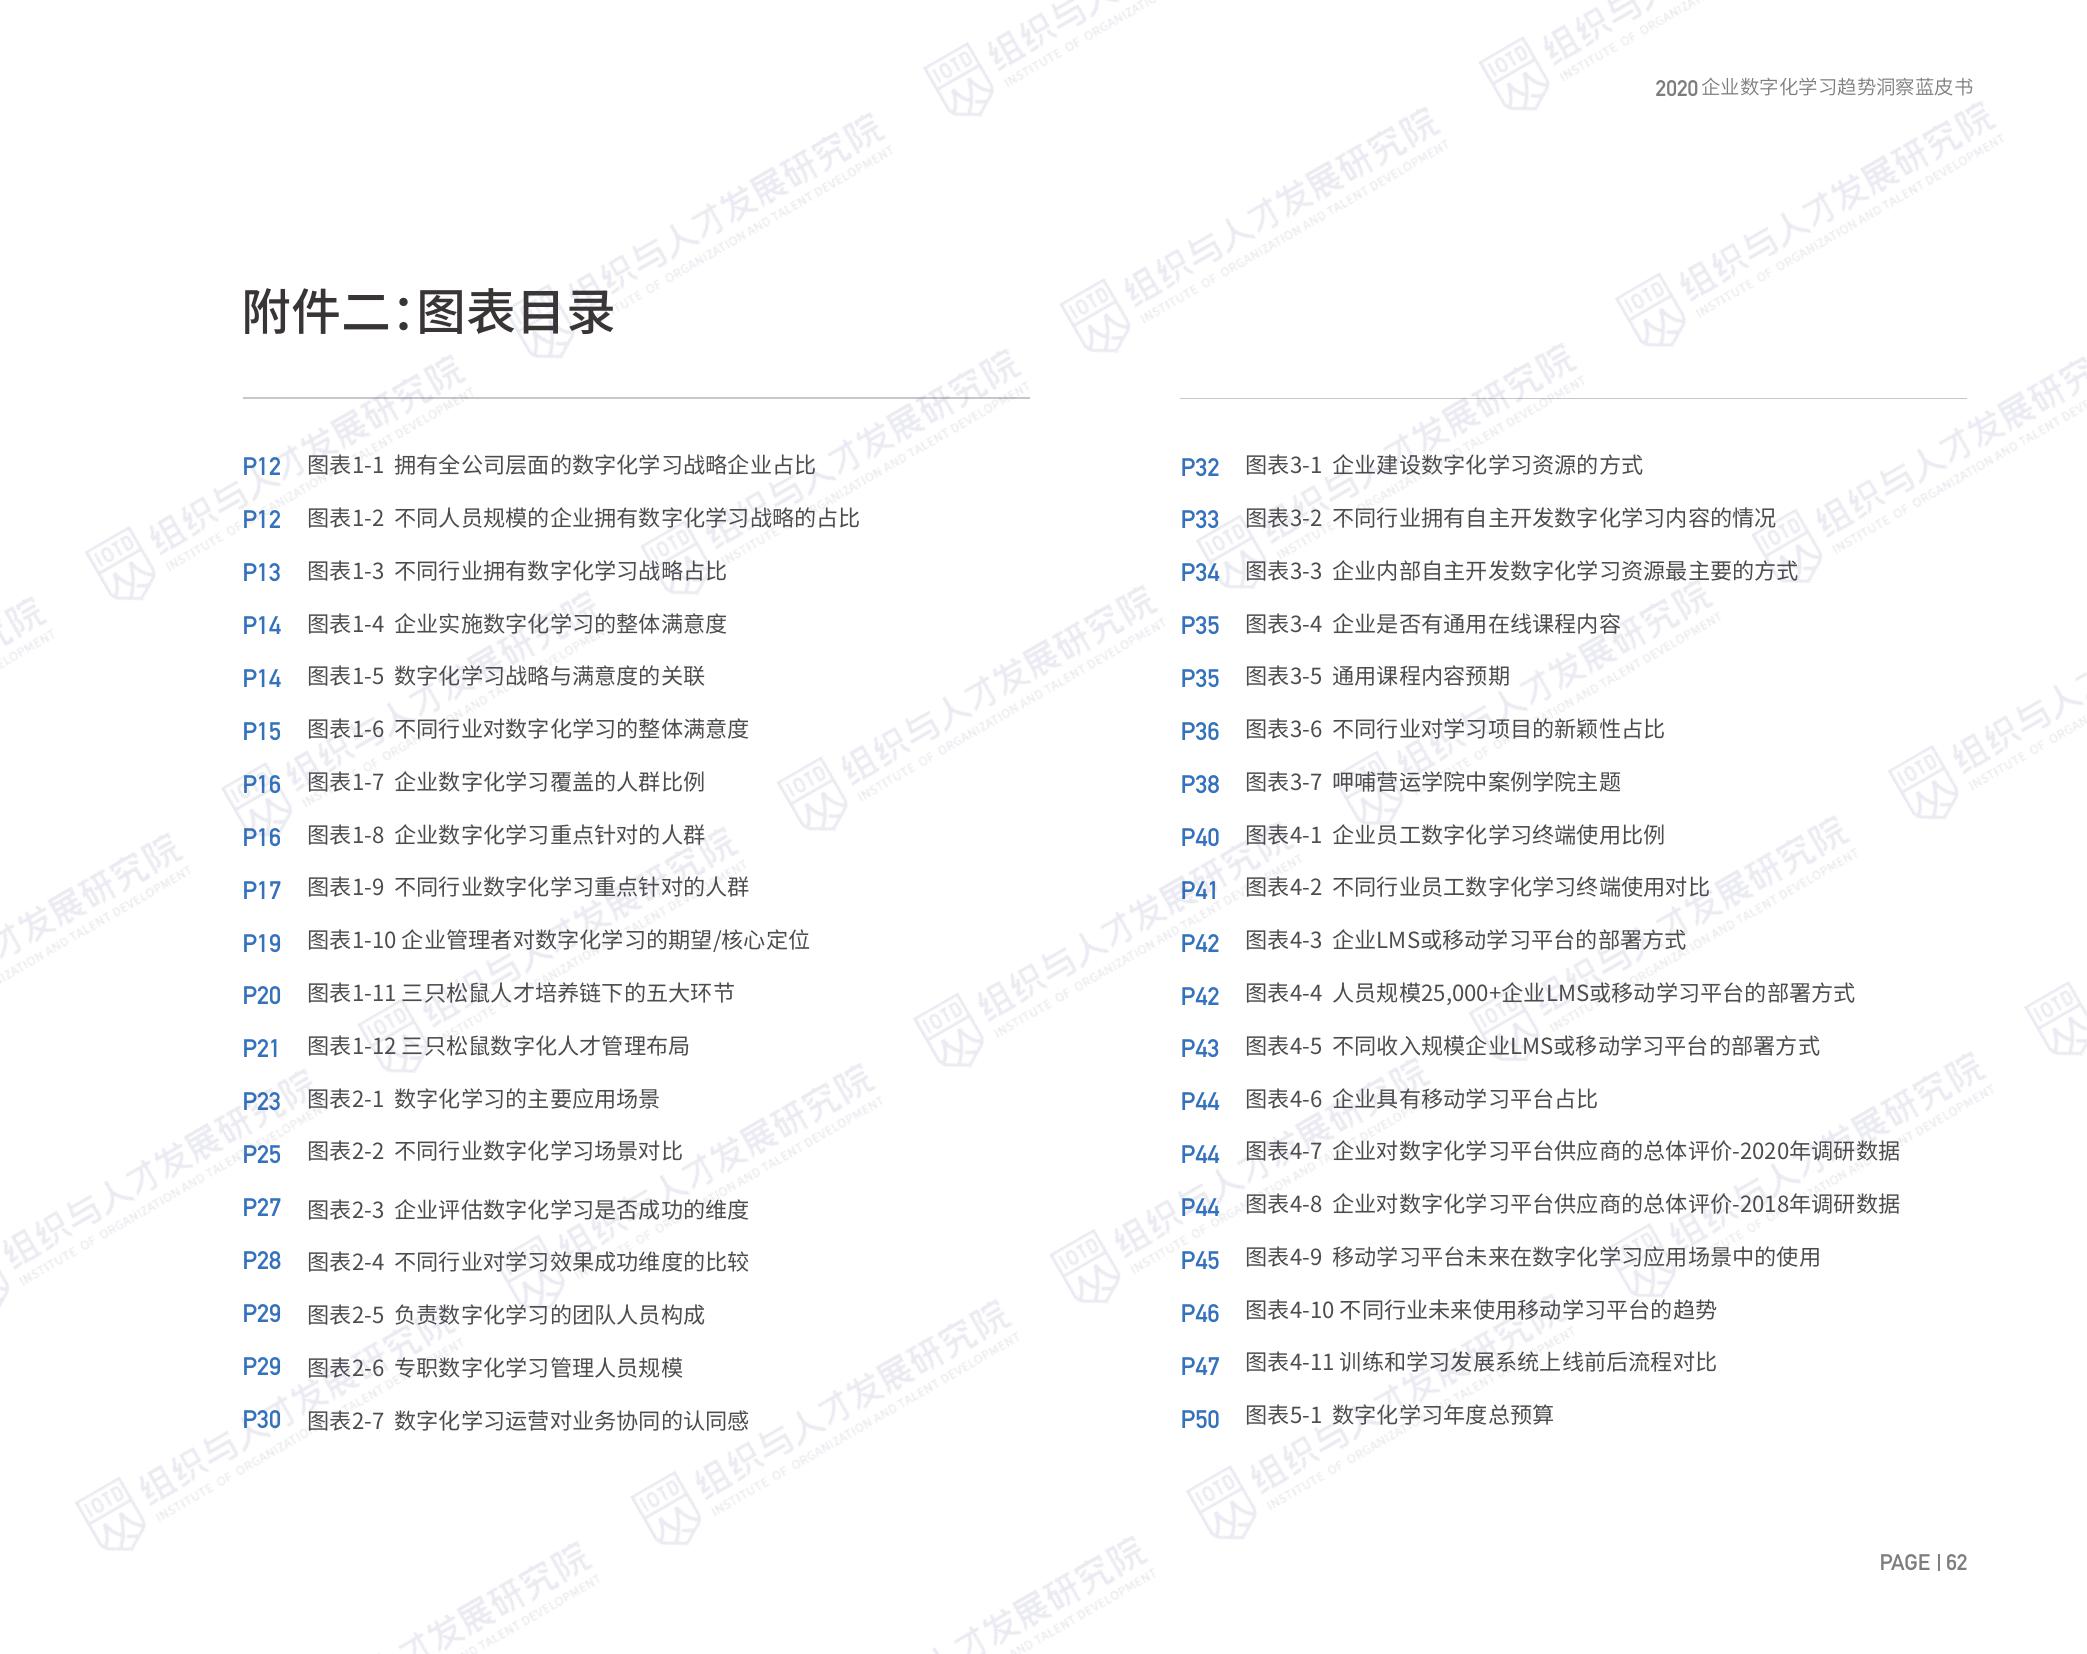 2020 企业数字化学习趋势洞察蓝皮书
附件二：图表目录
P12 图表1-1 拥有全公司层面的数字化学习战略企业占比
P12 图表1-2 不同人员规模的企业拥有数字化学习战略的占比
P13 图表1-3 不同行业拥有数字化学习战略占比
P14 图表1-4 企业实施数字化学习的整体满意度
P14 图表1-5 数字化学习战略与满意度的关联
P15 图表1-6 不同行业对数字化学习的整体满意度
P16 图表1-7 企业数字化学习覆盖的人群比例
P16 图表1-8 企业数字化学习重点针对的人群
P17 图表1-9 不同行业数字化学习重点针对的人群
P19 图表1-10 企业管理者对数字化学习的期望/核心定位
P20 图表1-11 三只松鼠人才培养链下的五大环节
P21 图表1-12 三只松鼠数字化人才管理布局
P23 图表2-1 数字化学习的主要应用场景
P25 图表2-2 不同行业数字化学习场景对比
P27 图表2-3 企业评估数字化学习是否成功的维度
P28 图表2-4 不同行业对学习效果成功维度的比较
P29 图表2-5 负责数字化学习的团队人员构成
P29 图表2-6 专职数字化学习管理人员规模
P30 图表2-7 数字化学习运营对业务协同的认同感
P32 图表3-1 企业建设数字化学习资源的方式
P33 图表3-2 不同行业拥有自主开发数字化学习内容的情况
P34 图表3-3 企业内部自主开发数字化学习资源最主要的方式
P35 图表3-4 企业是否有通用在线课程内容
P35 图表3-5 通用课程内容预期
P36 图表3-6 不同行业对学习项目的新颖性占比
P38 图表3-7 呷哺营运学院中案例学院主题
P40 图表4-1 企业员工数字化学习终端使用比例
P41 图表4-2 不同行业员工数字化学习终端使用对比
P42 图表4-3 企业LMS或移动学习平台的部署方式
P42 图表4-4 人员规模25,000+企业LMS或移动学习平台的部署方式
P43 图表4-5 不同收入规模企业LMS或移动学习平台的部署方式
P44 图表4-6 企业具有移动学习平台占比
P44 图表4-7 企业对数字化学习平台供应商的总体评价-2020年调研数据
P44 图表4-8 企业对数字化学习平台供应商的总体评价-2018年调研数据
P45 图表4-9 移动学习平台未来在数字化学习应用场景中的使用
P46 图表4-10 不同行业未来使用移动学习平台的趋势
P47 图表4-11 训练和学习发展系统上线前后流程对比
P50 图表5-1 数字化学习年度总预算
PAGE | 62
IOTD 组织与人才发展研究院
INSTITUTE OF ORGANIZATION AND TALENT DEVELOPMENT